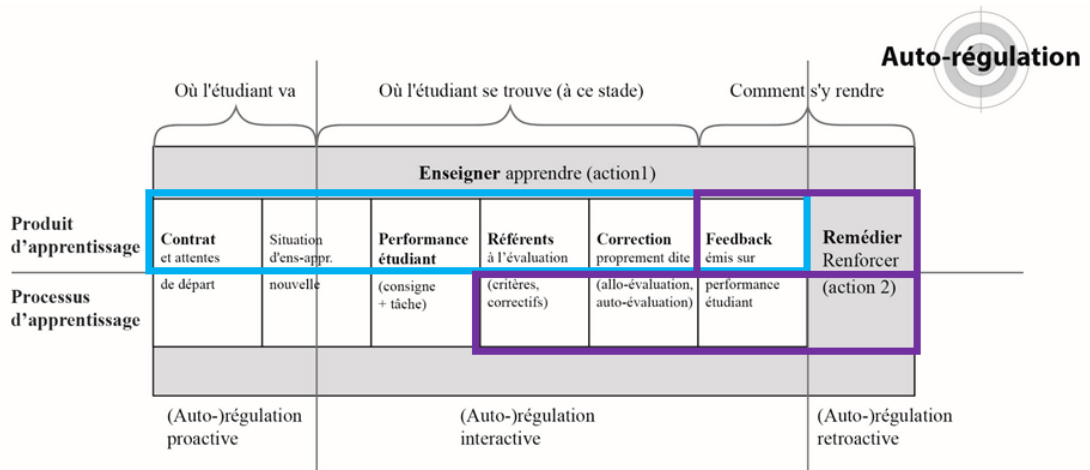 Auto-régulation
Où l'étudiant va
Où l'étudiant se trouve (à ce stade)
Comment s'y rendre
Enseigner apprendre (action1)
Produit
d'apprentissage
Contrat
et attentes
de départ
Situation
d'ens-appr.
nouvelle
Performance
étudiant
(consigne
+ tâche)
Référents
à l'évaluation
(critères,
correctifs)
Correction
proprement dite
(allo-évaluation,
auto-évaluation)
Feedback
émis sur
performance
étudiant
Remédier
Renforcer
(action 2)
Processus
d'apprentissage
(Auto-)régulation
proactive
(Auto-)régulation
interactive
(Auto-)régulation
retroactive